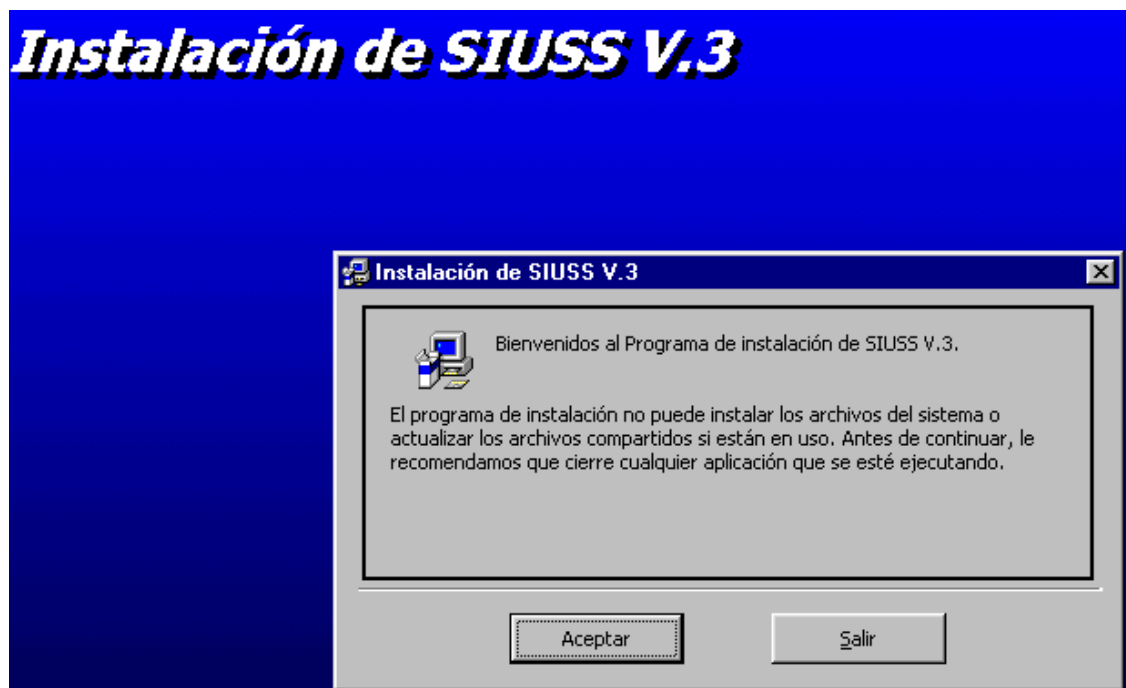 Instalación de SIUSS V.3
Instalación de SIUSS V.3
Bienvenidos al Programa de instalación de SIUSS V.3.
El programa de instalación no puede instalar los archivos del sistema o
actualizar los archivos compartidos si están en uso. Antes de continuar, le
recomendamos que cierre cualquier aplicación que se esté ejecutando.
Aceptar
Salir